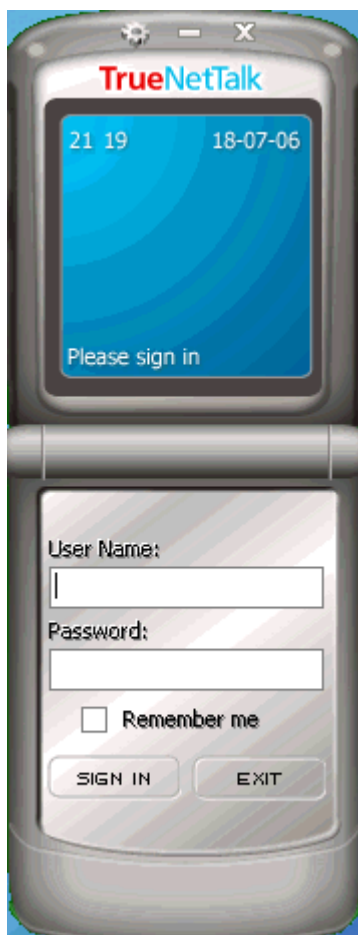 TrueNetTalk
21 19 18-07-06
Please sign in
User Name:
Password:
Remember me
SIGN IN EXIT